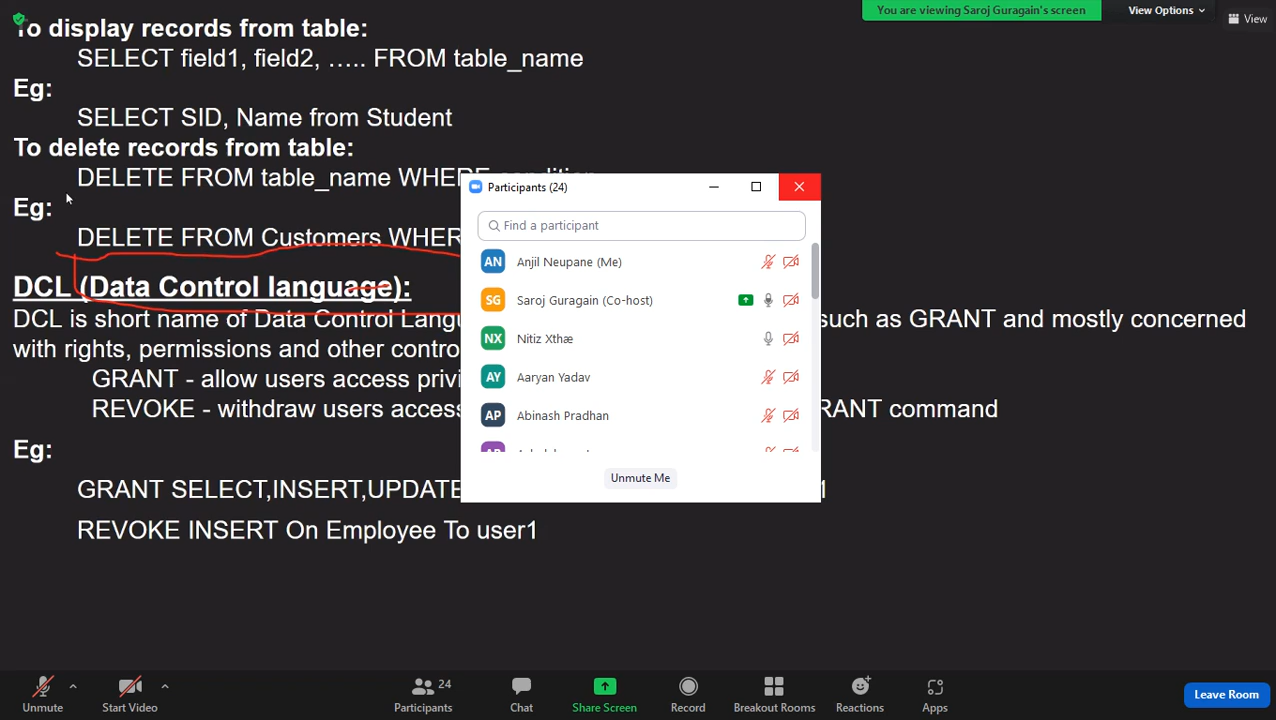 To display records from table:
You are viewing Saroj Guragain's screen
View Options
View
SELECT field1, field2, ….. FROM table_name
Eg:
SELECT SID, Name from Student
To delete records from table:
DELETE FROM table_name WHERE condition
Eg:
DELETE FROM Customers WHER
DCL (Data Control language):
DCL is short name of Data Control Langu
such as GRANT and mostly concerned
with rights, permissions and other contro
GRANT - allow users access privi
REVOKE - withdraw users access
RANT command
Eg:
GRANT SELECT,INSERT,UPDATE
1
REVOKE INSERT On Employee To user1
Participants (24)
Find a participant
AN Anjil Neupane (Me)
SG Saroj Guragain (Co-host)
NX Nitiz Xthæ
AY Aaryan Yadav
AP Abinash Pradhan
Unmute Me
Unmute
Start Video
24
Participants
Chat
Share Screen
Record
Breakout Rooms
Reactions
Apps
Leave Room